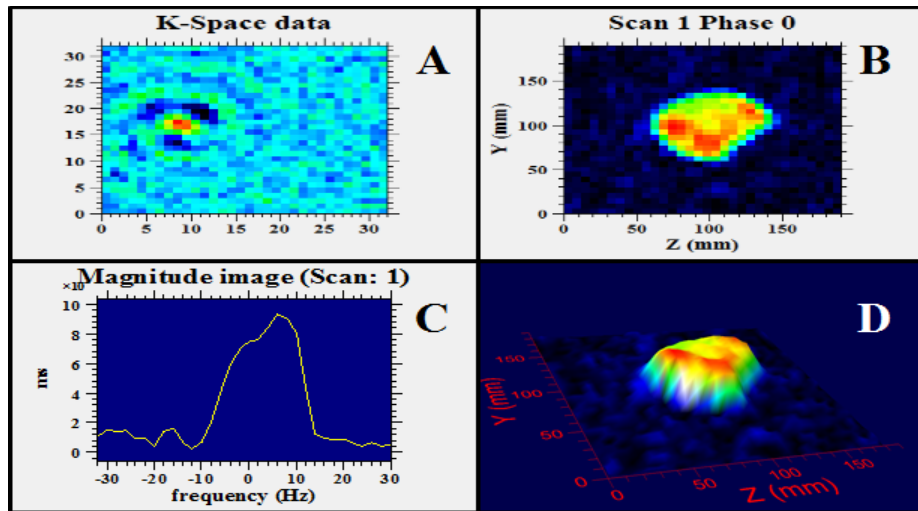 K-Space data
A
30
25
20
15
10
5
0
0 5 10 15 20 25 30
Scan 1 Phase 0
B
Y (mm)
150
100
50
0
0 50 100 150
Z (mm)
Magnitude image (Scan: 1)
C
ms
10
8
6
4
2
0
-30 -20 -10 0 10 20 30
frequency (Hz)
D
Y (mm)
150
100
50
0
0 50 100 150
Z (mm)